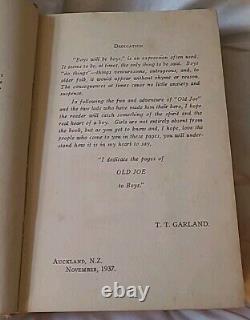 DEDICATION
"Boys will be boys," is an expression often used.
It seems to be, at times, the only thing to be said. Boys
"do things"—things venturesome, outrageous, and, to
older folk, it would appear without rhyme or reason.
The consequences at times cause no little anxiety and
suspense.
In following the fun and adventure of "Old Joe"
and the two lads who have made him their hero, I hope
the reader will catch something of the spirit and the
real heart of a boy. Girls are not entirely absent from
the book, but as you get to know and, I hope, love
the people who come into these pages, you will under-
stand how it is in my heart to say,
"I dedicate the pages of
OLD JOE
to Boys."
T. T. GARLAND.
AUCKLAND, N.Z.
NOVEMBER, 1937.
ebay